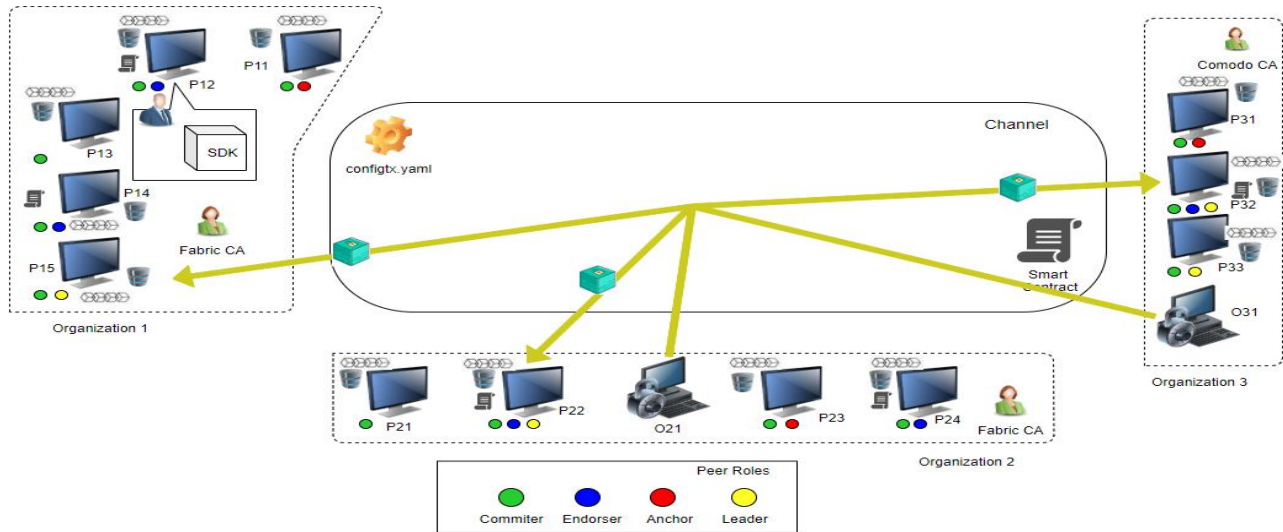 P12
P11
P13
SDK
P14
Fabric CA
P15
Organization 1
configtx.yaml
Channel
Smart
Contract
Comodo CA
P31
P32
P33
O31
Organization 3
P21
P22
O21
P23
P24
Fabric CA
Organization 2
Peer Roles
Commiter
Endorser
Anchor
Leader